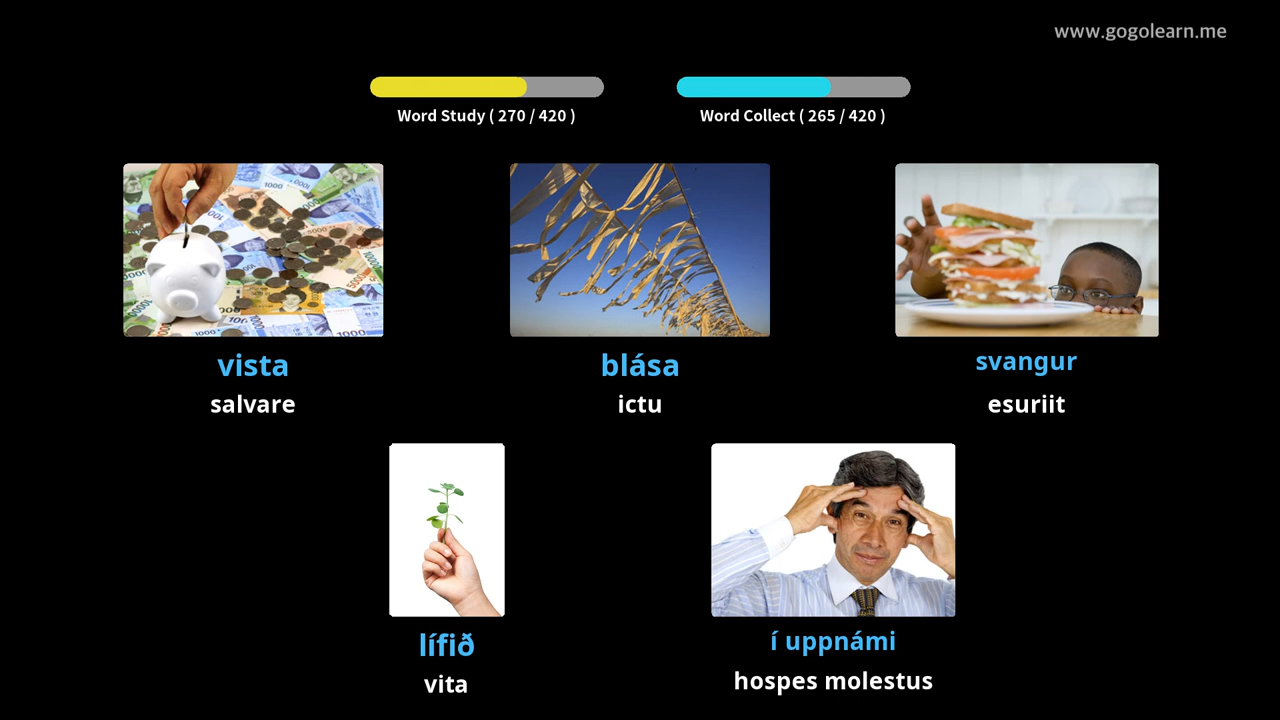 www.gogolearn.me
Word Study ( 270 / 420 )
Word Collect ( 265 / 420 )
vista
salvare
blása
ictu
svangur
esuriit
lífið
vita
í uppnámi
hospes molestus